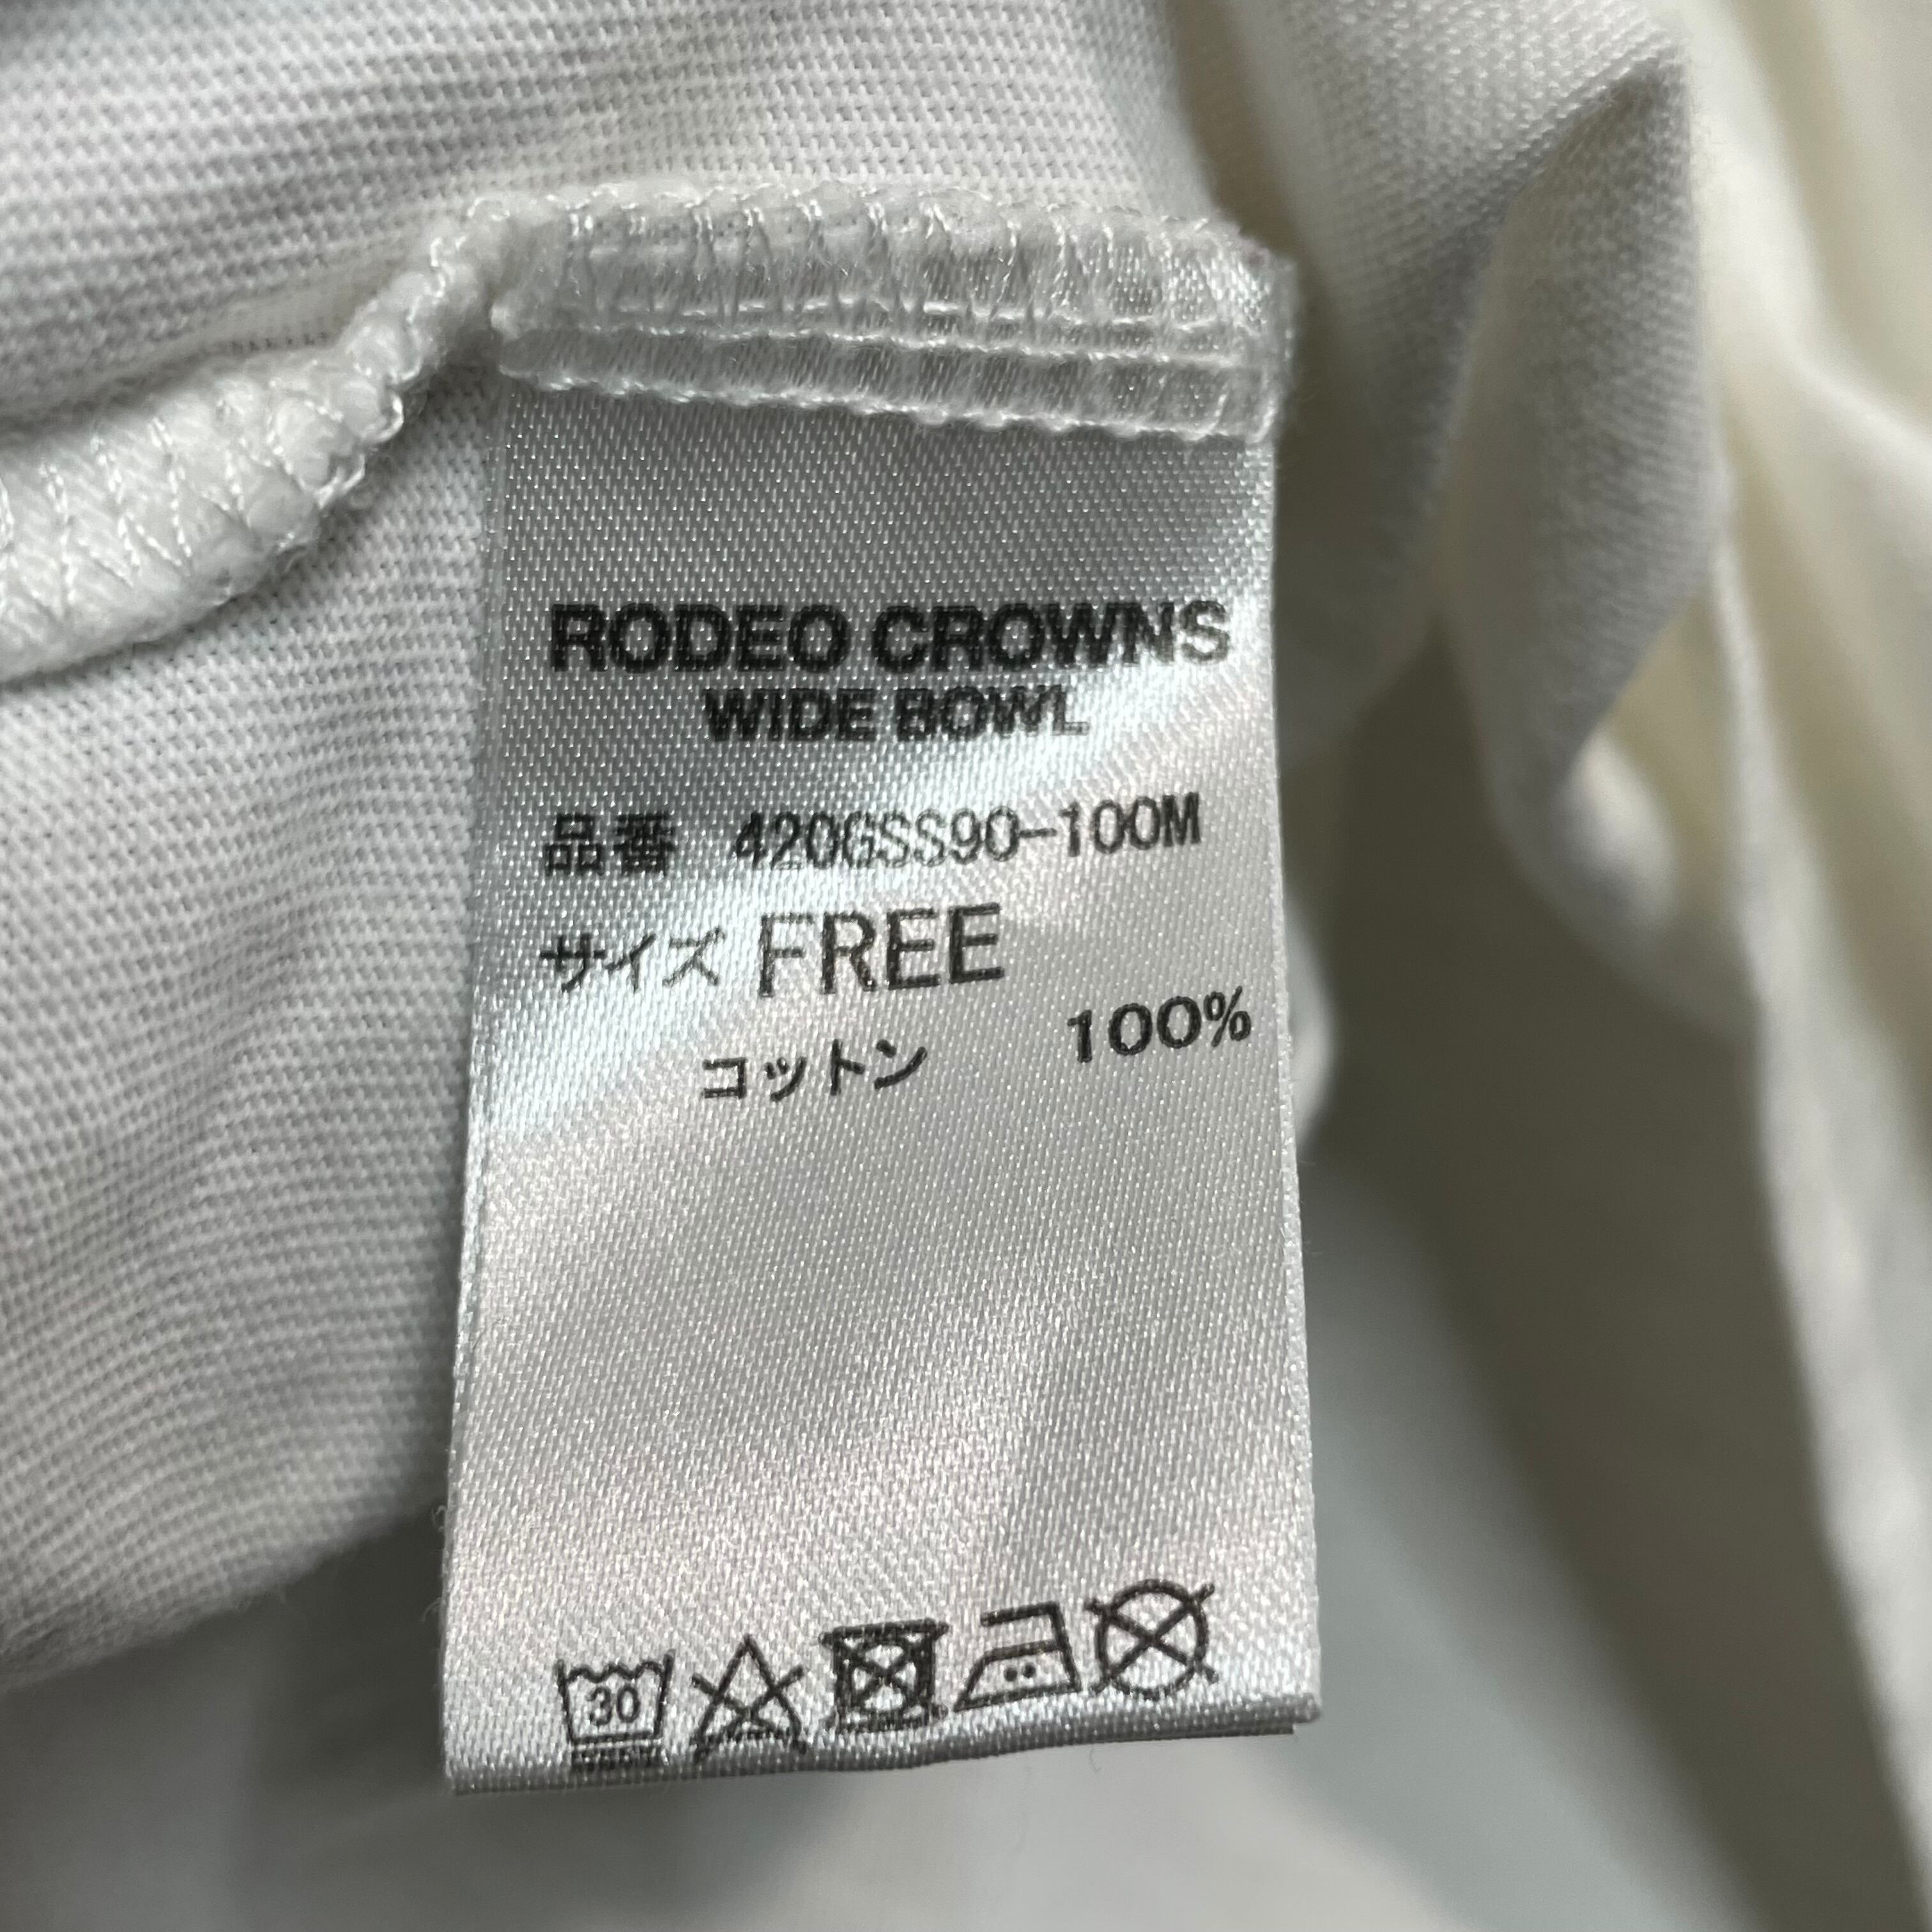 RODEO CROWNS
WIDE BOWL
品番 420GSS90-100M
サイズ FREE
コットン 100%
30